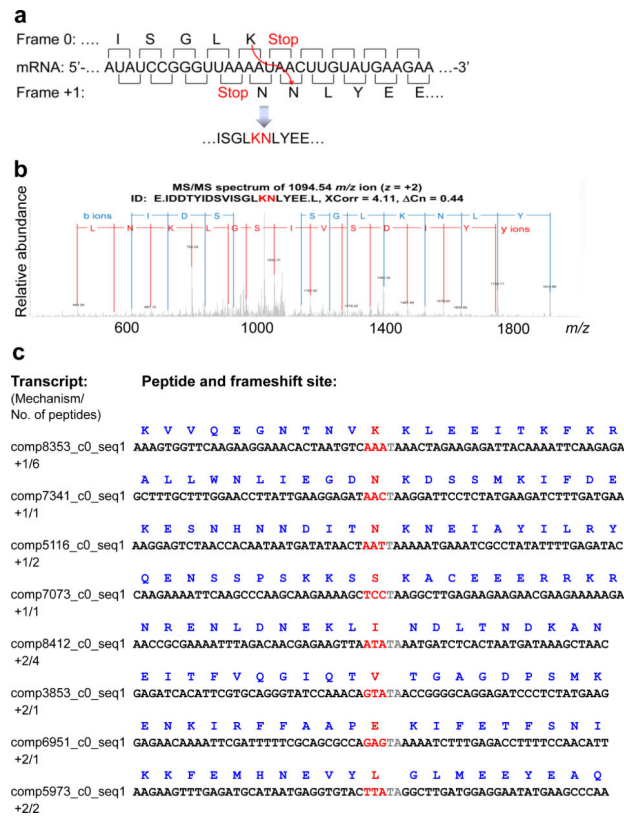 a
Frame 0: .... I S G L K Stop
mRNA: 5'-... AUAUCCGGGUUAAAAUAACUUGUAUGAAGAA ...-3'
Frame +1: Stop N N L Y E E....
...ISGLKNLYEE...
b
MS/MS spectrum of 1094.54 m/z ion (z = +2)
ID: E.IDDTYIDSVISGLKNLYEE.L, XCorr = 4.11, ΔCn = 0.44
b ions I D S S G L K N L Y
L N K L G S I V S D I Y y ions
Relative abundance
600 1000 1400 1800 m/z
c
Transcript: Peptide and frameshift site:
(Mechanism/
No. of peptides)
K V V Q E G N T N V K K L E E I T K F K R
comp8353_c0_seq1 AAAGTGGTTCAAGAAGGAAACACTAATGTCAAATAAACTAGAAGAGATTACAAAATTCAAGAGA
+1/6
A L L W N L I E G D N K D S S M K I F D E
comp7341_c0_seq1 GCTTTGCTTTGGAACCTTATTGAAGGAGATAACTAAGGATTCCTCTATGAAGATCTTTGATGAA
+1/1
K E S N H N N D I T N K N E I A Y I L R Y
comp5116_c0_seq1 AAGGAGTCTAACCACAATAATGATATAACTAATTAAAAATGAAATCGCCTATATTTTGAGATAC
+1/2
Q E N S S P S K K S S K A C E E E R R K R
comp7073_c0_seq1 CAAGAAAATTCAAGCCCAAGCAAGAAAAGCTCCTAAGGCTTGAGAAGAAGAACGAAGAAAAAGA
+1/1
N R E N L D N E K L I N D L T N D K A N
comp8412_c0_seq1 AACCGCGAAAATTTAGACAACGAGAAGTTAATATAAATGATCTCACTAATGATAAAGCTAAC
+2/4
E I T F V Q G I Q T V T G A G D P S M K
comp3853_c0_seq1 GAGATCACATTCGTGCAGGGTATCCAAACAGTATAACCGGGGCAGGAGATCCCTCTATGAAG
+2/1
E N K I R F F A A P E K I F E T F S N I
comp6951_c0_seq1 GAGAACAAAATTCGATTTTTCGCAGCGCCAGAGTAAAAATCTTTGAGACCTTTTCCAACATT
+2/1
K K F E M H N E V Y L G L M E E Y E A Q
comp5973_c0_seq1 AAGAAGTTTGAGATGCATAATGAGGTGTACTTATAGGCTTGATGGAGGAATATGAAGCCCAA
+2/2